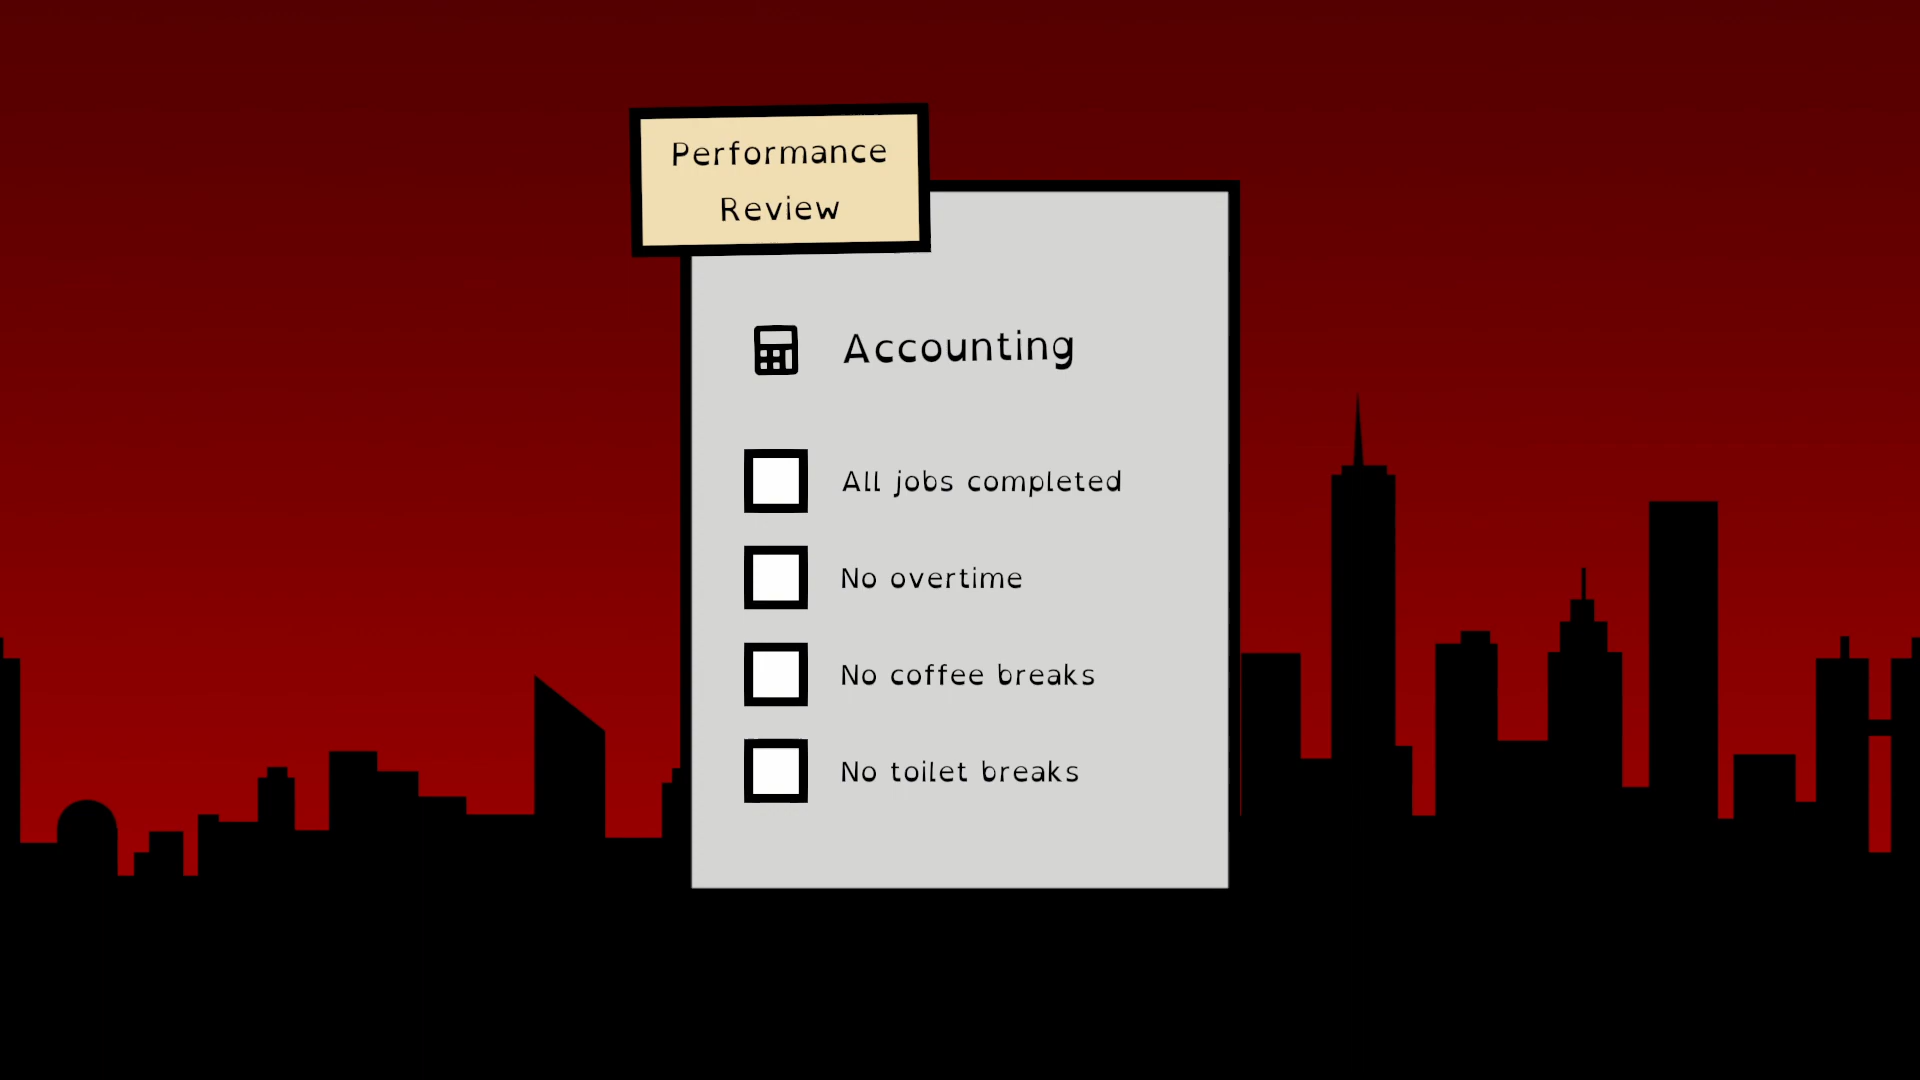 Performance
Review
Accounting
All jobs completed
No overtime
No coffee breaks
No toilet breaks